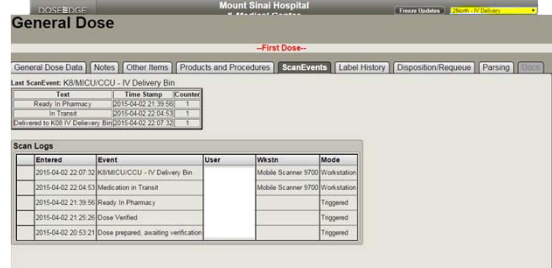 DOSEEDGE
Mount Sinai Hospital
& Medical Center
Freeze Updates
2North - IV Delivery
General Dose
--First Dose--
General Dose Data
Notes
Other Items
Products and Procedures
ScanEvents
Label History
Disposition/Requeue
Parsing
Docs
Last ScanEvent: K8/MICU/CCU - IV Delivery Bin
Text Time Stamp Counter
Ready In Pharmacy 2015-04-02 21:39:56 1
In Transit 2015-04-02 22:04:53 1
Delivered to K08 IV Delievery Bin 2015-04-02 22:07:32 1
Scan Logs
Entered Event User Wkstn Mode
2015-04-02 22:07:32 K8/MICU/CCU - IV Delivery Bin Mobile Scanner 9700 Workstation
2015-04-02 22:04:53 Medication in Transit Mobile Scanner 9700 Workstation
2015-04-02 21:39:56 Ready In Pharmacy Triggered
2015-04-02 21:25:26 Dose Verified Triggered
2015-04-02 20:53:21 Dose prepared, awaiting verification Triggered